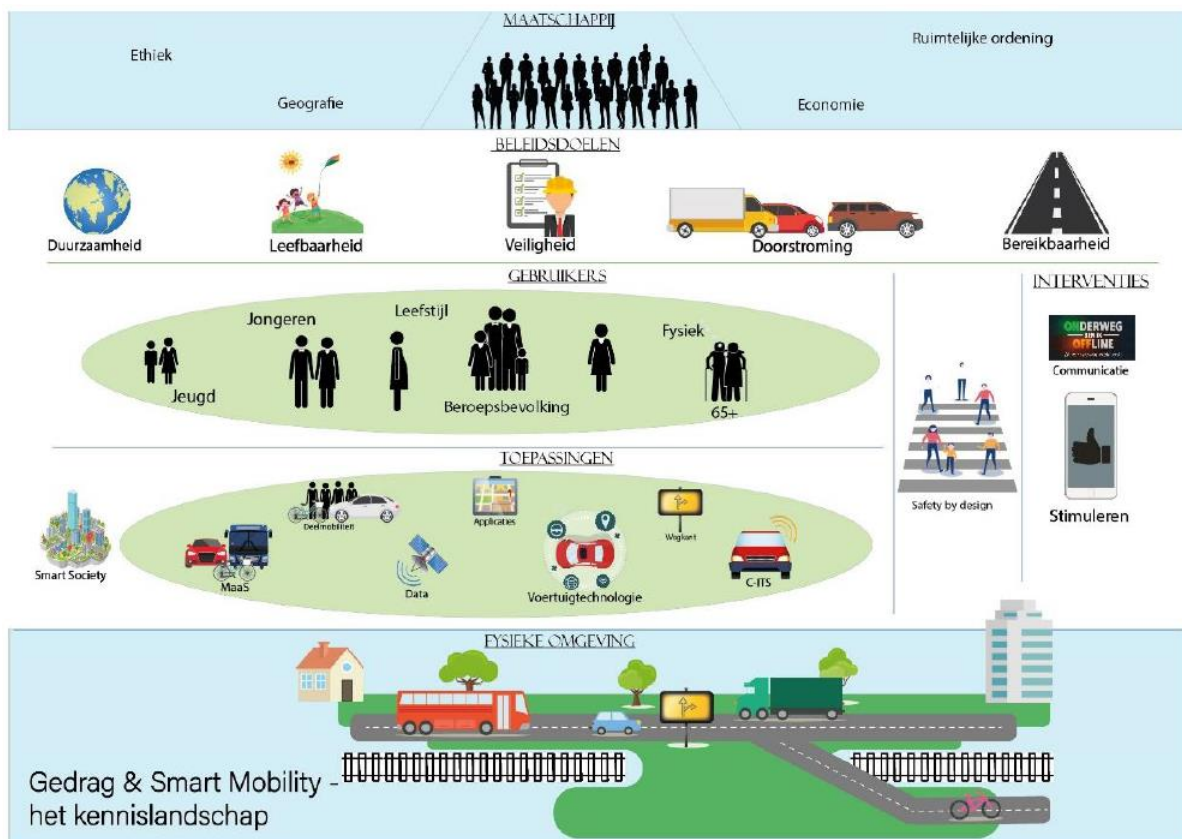 MAATSCHAPPIJ
Ethiek
Ruimtelijke ordening
Geografie
Economie
BELEIDSDOELEN
Duurzaamheid
Leefbaarheid
Veiligheid
Doorstroming
Bereikbaarheid
GEBRUIKERS
Jongeren
Leefstijl
Fysiek
Jeugd
Beroepsbevolking
65+
INTERVENTIES
ONDERWEG
BEN IK
OFFLINE
Communicatie
Stimuleren
Safety by design
TOEPASSINGEN
Smart Society
Deelmobiliteit
Applicaties
Wegkant
MaaS
Data
Voertuigtechnologie
C-ITS
FYSIEKE OMGEVING
Gedrag & Smart Mobility -
het kennislandschap